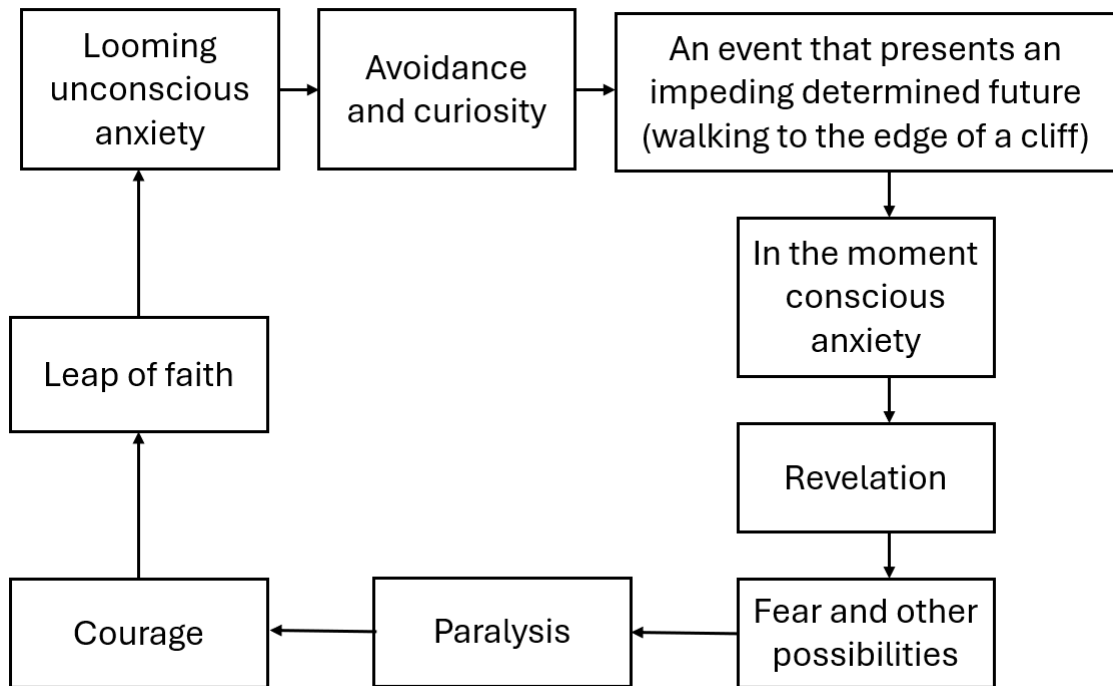 Looming
unconscious
anxiety
Avoidance
and curiosity
An event that presents an
impeding determined future
(walking to the edge of a cliff)
In the moment
conscious
anxiety
Revelation
Fear and other
possibilities
Paralysis
Courage
Leap of faith